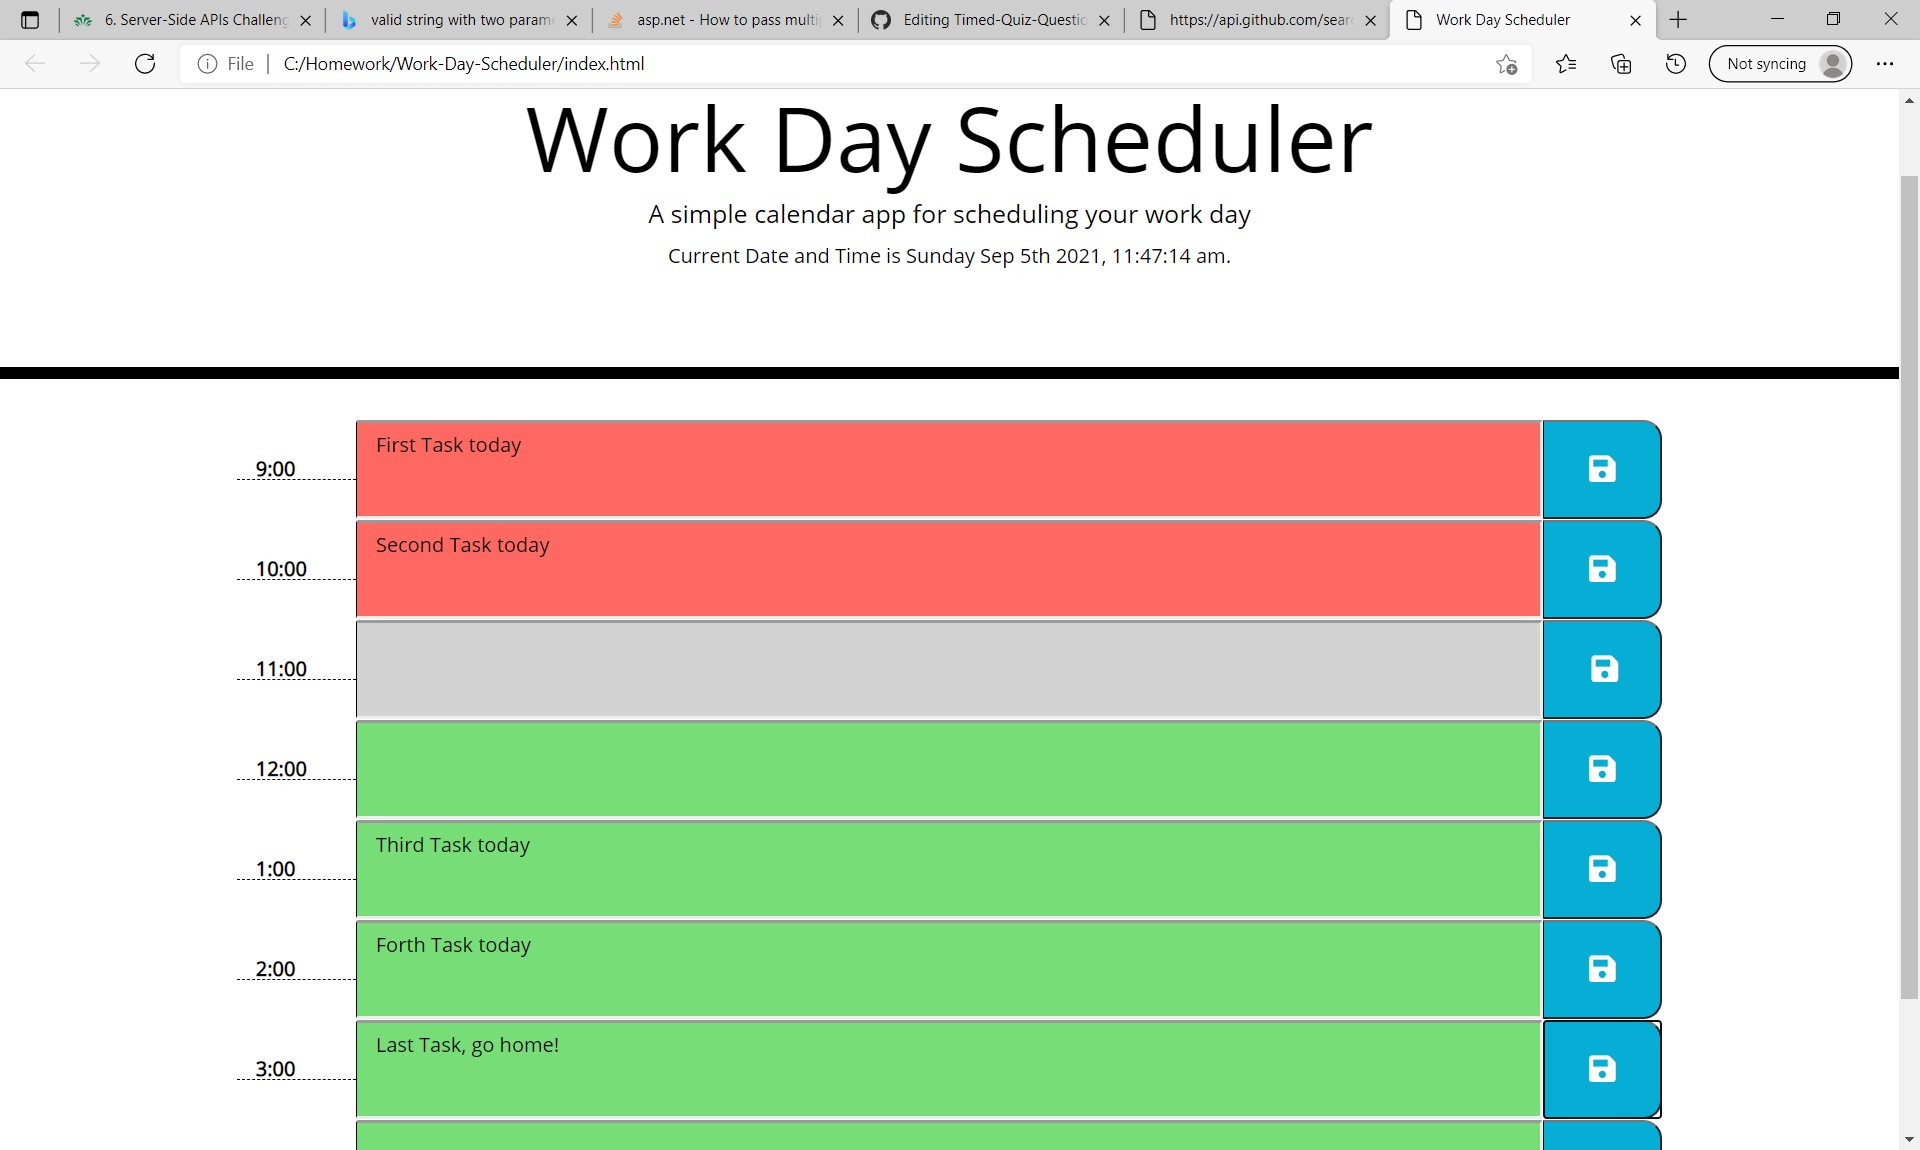 6. Server-Side APIs Challeng
valid string with two parame
asp.net - How to pass multi
Editing Timed-Quiz-Questio
https://api.github.com/sear
Work Day Scheduler
File
C:/Homework/Work-Day-Scheduler/index.html
Not syncing
Work Day Scheduler
A simple calendar app for scheduling your work day
Current Date and Time is Sunday Sep 5th 2021, 11:47:14 am.
9:00
First Task today
10:00
Second Task today
11:00
12:00
1:00
Third Task today
2:00
Forth Task today
3:00
Last Task, go home!